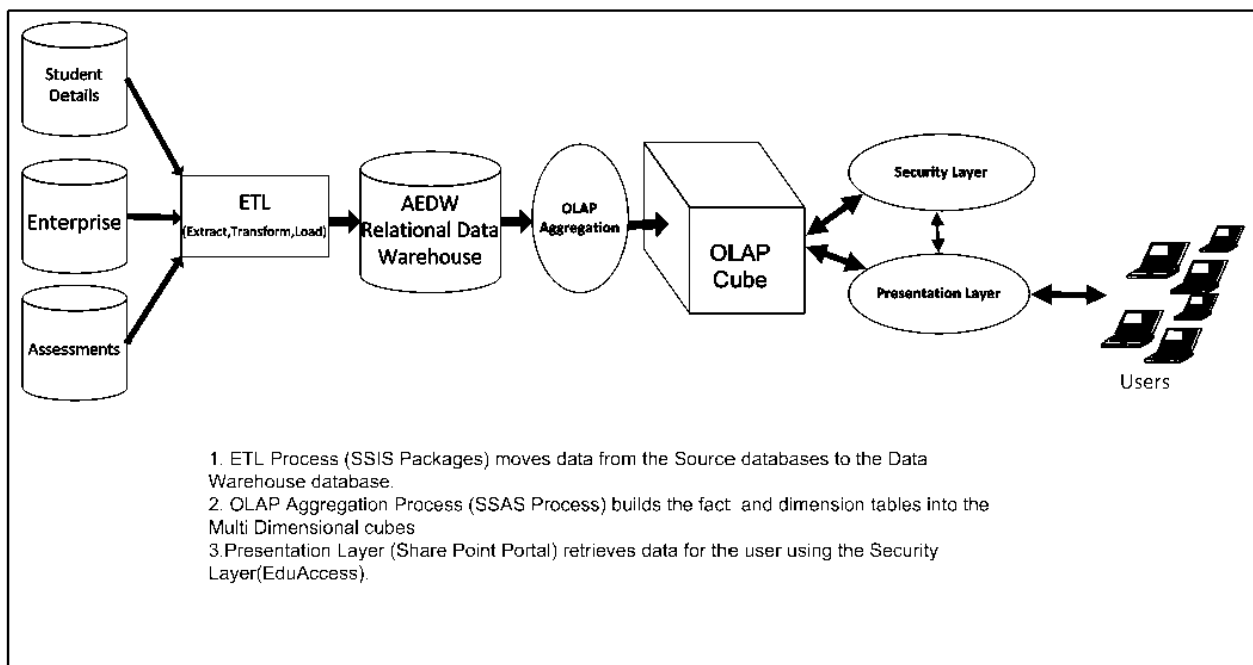 Student
Details
Enterprise
Assessments
ETL
(Extract,Transform,Load)
AEDW
Relational Data
Warehouse
OLAP
Aggregation
OLAP
Cube
Security Layer
Presentation Layer
Users
1. ETL Process (SSIS Packages) moves data from the Source databases to the Data
Warehouse database.
2. OLAP Aggregation Process (SSAS Process) builds the fact and dimension tables into the
Multi Dimensional cubes
3.Presentation Layer (Share Point Portal) retrieves data for the user using the Security
Layer(EduAccess).